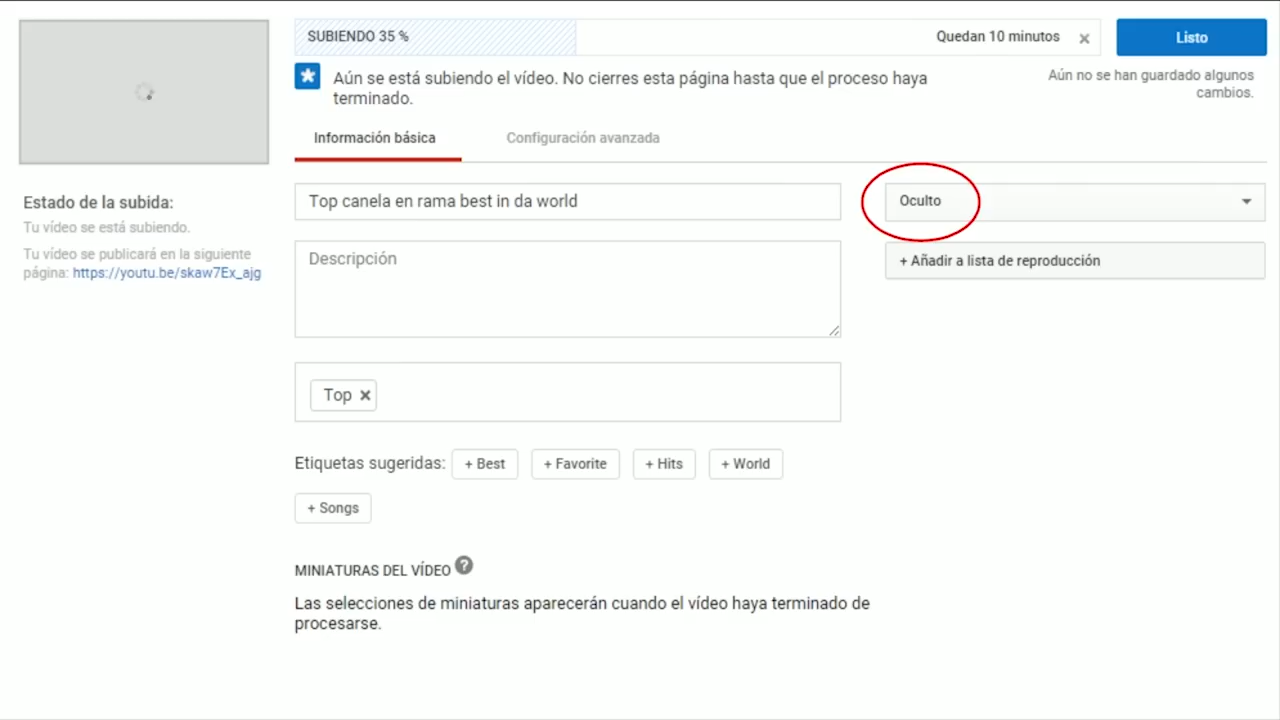 SUBIENDO 35 %
Quedan 10 minutos
×
Listo
Aún se está subiendo el vídeo. No cierres esta página hasta que el proceso haya
terminado.
Aún no se han guardado algunos
cambios.
Información básica
Configuración avanzada
Estado de la subida:
Tu vídeo se está subiendo.
Tu vídeo se publicará en la siguiente
página: https://youtu.be/skaw7Ex_ajg
Top canela en rama best in da world
Descripción
Oculto
+ Añadir a lista de reproducción
Top ×
Etiquetas sugeridas: + Best + Favorite + Hits + World
+ Songs
MINIATURAS DEL VÍDEO ?
Las selecciones de miniaturas aparecerán cuando el vídeo haya terminado de
procesarse.